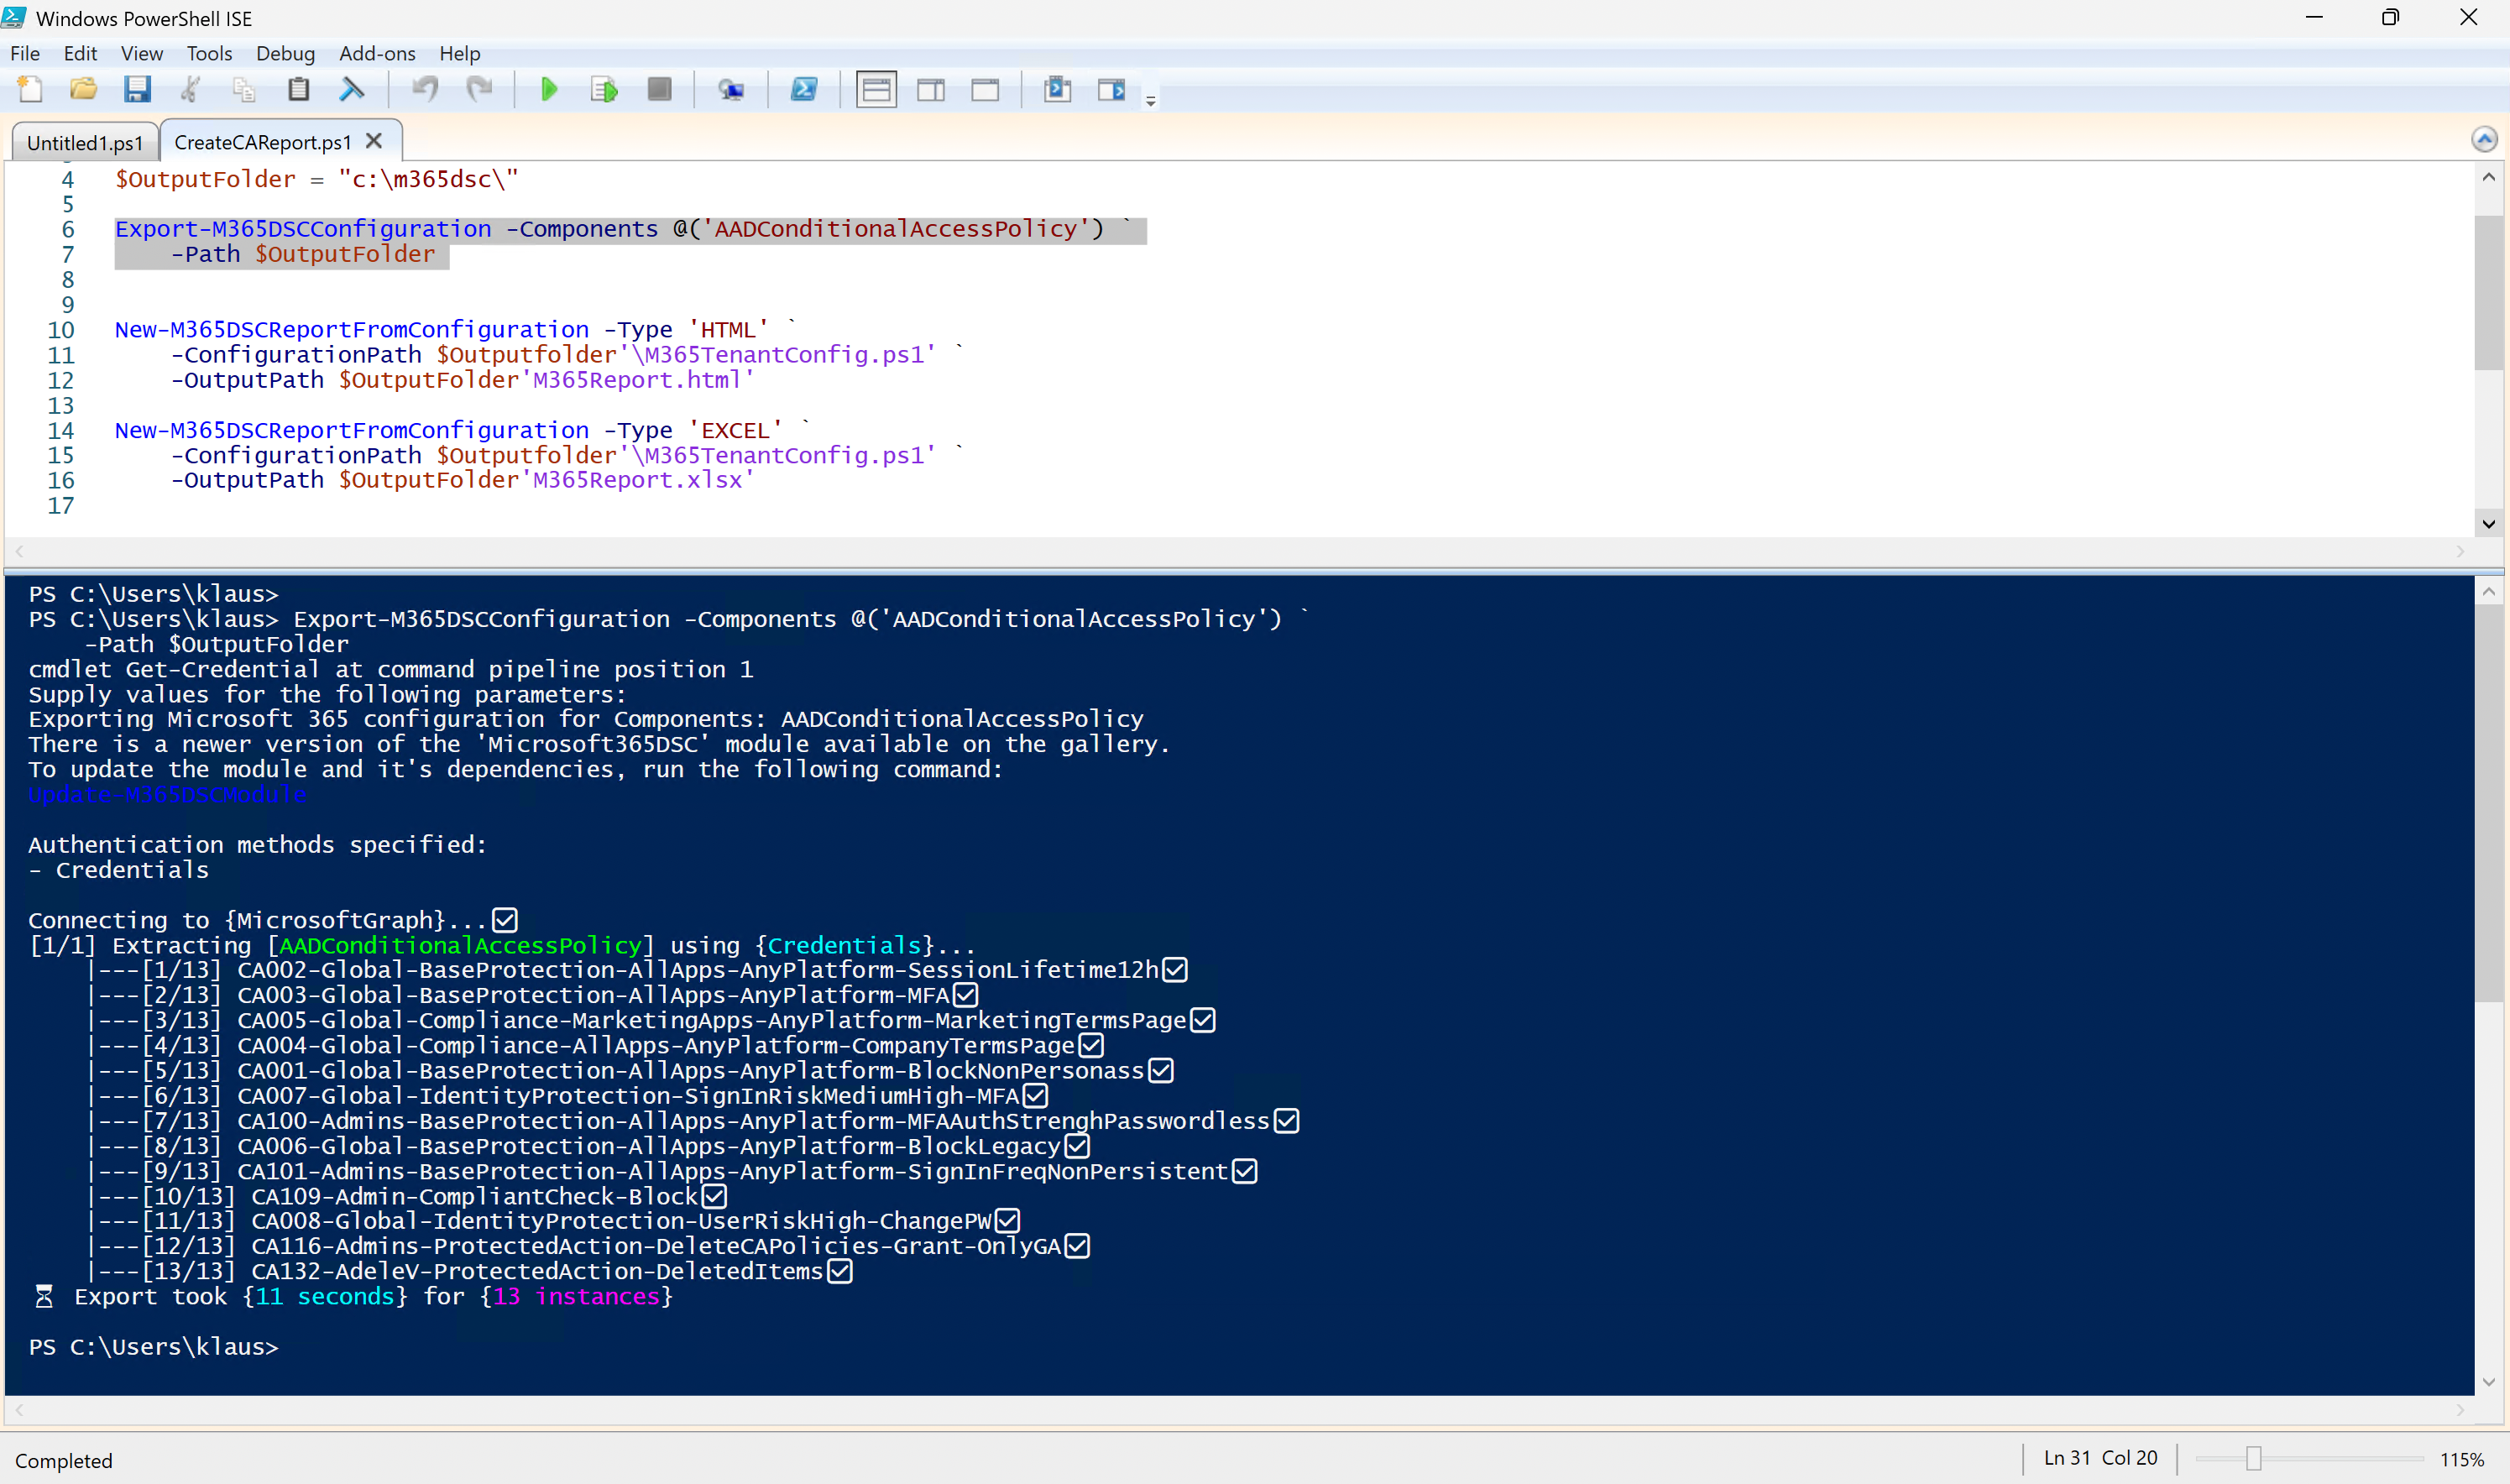 Windows PowerShell ISE
File Edit View Tools Debug Add-ons Help
Untitled1.ps1 CreateCAReport.ps1
4 $OutputFolder = "c:\m365dsc\"
5
6 Export-M365DSCConfiguration -Components @('AADConditionalAccessPolicy') `
7 -Path $OutputFolder
8
9
10 New-M365DSCReportFromConfiguration -Type 'HTML' `
11 -ConfigurationPath $Outputfolder'\M365TenantConfig.ps1' `
12 -OutputPath $OutputFolder'M365Report.html'
13
14 New-M365DSCReportFromConfiguration -Type 'EXCEL' `
15 -ConfigurationPath $Outputfolder'\M365TenantConfig.ps1' `
16 -OutputPath $OutputFolder'M365Report.xlsx'
17
PS C:\Users\klaus>
PS C:\Users\klaus> Export-M365DSCConfiguration -Components @('AADConditionalAccessPolicy') `
-Path $OutputFolder
cmdlet Get-Credential at command pipeline position 1
Supply values for the following parameters:
Exporting Microsoft 365 configuration for Components: AADConditionalAccessPolicy
There is a newer version of the 'Microsoft365DSC' module available on the gallery.
To update the module and it's dependencies, run the following command:
Update-M365DSCModule
Authentication methods specified:
- Credentials
Connecting to {MicrosoftGraph}...☑
[1/1] Extracting [AADConditionalAccessPolicy] using {Credentials}...
|---[1/13] CA002-Global-BaseProtection-AllApps-AnyPlatform-SessionLifetime12h☑
|---[2/13] CA003-Global-BaseProtection-AllApps-AnyPlatform-MFA☑
|---[3/13] CA005-Global-Compliance-MarketingApps-AnyPlatform-MarketingTermsPage☑
|---[4/13] CA004-Global-Compliance-AllApps-AnyPlatform-CompanyTermsPage☑
|---[5/13] CA001-Global-BaseProtection-AllApps-AnyPlatform-BlockNonPersonass☑
|---[6/13] CA007-Global-IdentityProtection-SignInRiskMediumHigh-MFA☑
|---[7/13] CA100-Admins-BaseProtection-AllApps-AnyPlatform-MFAAuthStrenghPasswordless☑
|---[8/13] CA006-Global-BaseProtection-AllApps-AnyPlatform-BlockLegacy☑
|---[9/13] CA101-Admins-BaseProtection-AllApps-AnyPlatform-SignInFreqNonPersistent☑
|---[10/13] CA109-Admin-CompliantCheck-Block☑
|---[11/13] CA008-Global-IdentityProtection-UserRiskHigh-ChangePW☑
|---[12/13] CA116-Admins-ProtectedAction-DeleteCAPolicies-Grant-OnlyGA☑
|---[13/13] CA132-AdeleV-ProtectedAction-DeletedItems☑
⌛ Export took {11 seconds} for {13 instances}
PS C:\Users\klaus>
Completed Ln 31 Col 20 115%